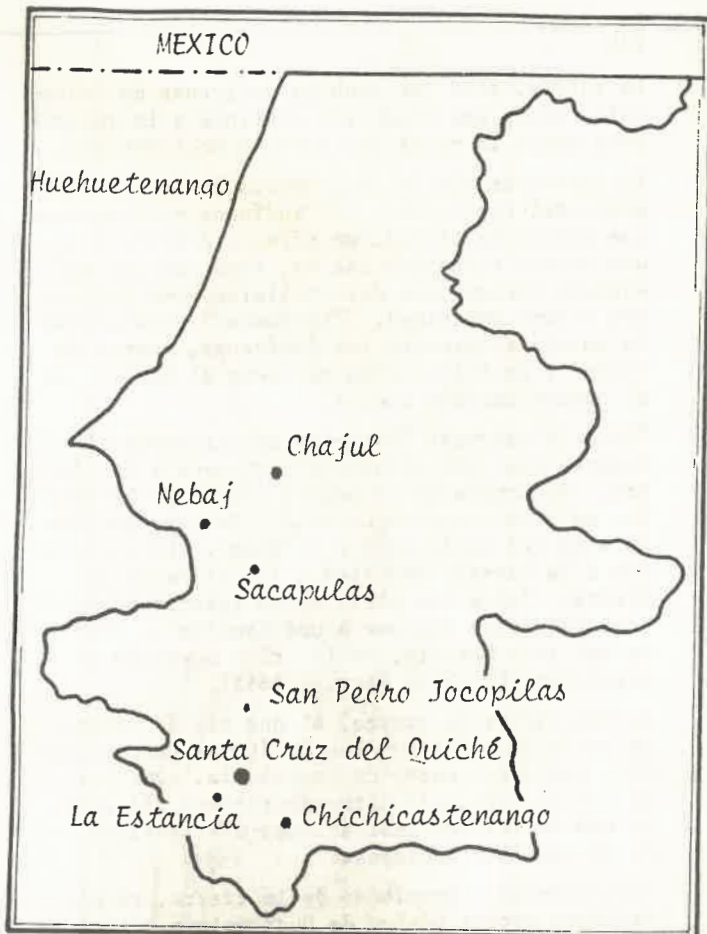 MEXICO
Huehuetenango
Chajul
Nebaj
Sacapulas
San Pedro Jocopilas
Santa Cruz del Quiché
La Estancia
Chichicastenango